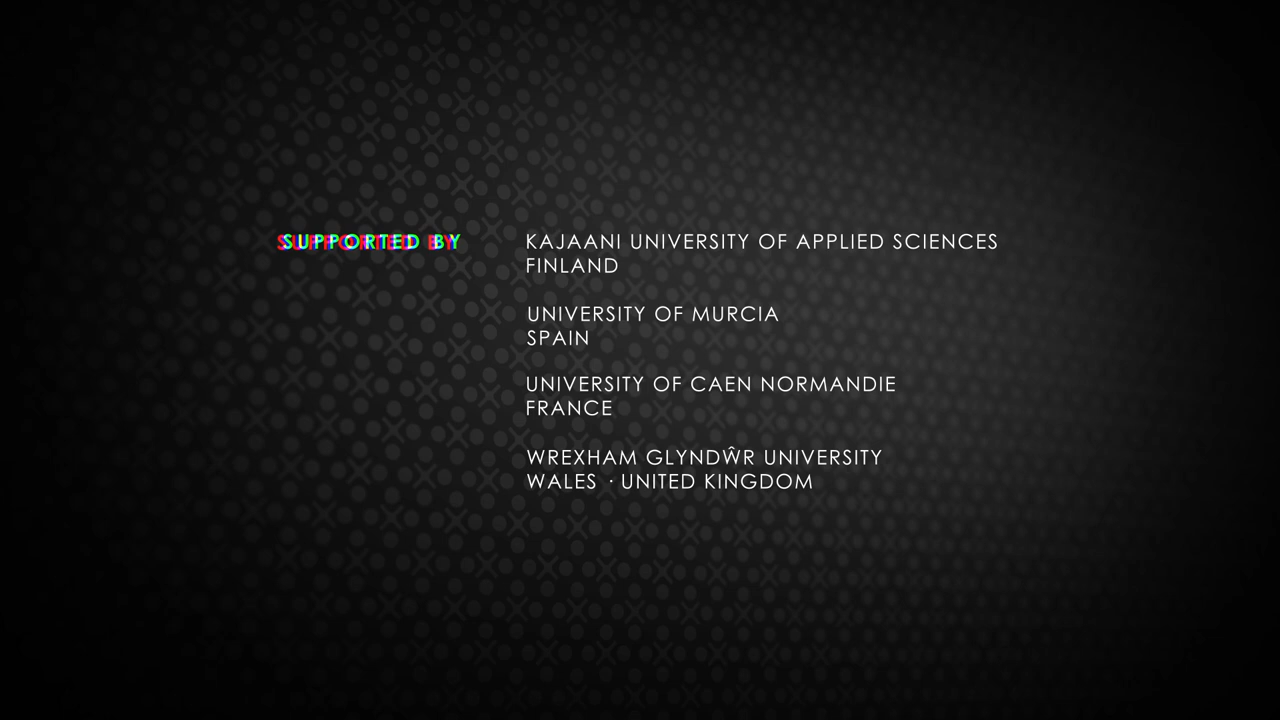 SUPPORTED BY
KAJAANI UNIVERSITY OF APPLIED SCIENCES
FINLAND
UNIVERSITY OF MURCIA
SPAIN
UNIVERSITY OF CAEN NORMANDIE
FRANCE
WREXHAM GLYNDŴR UNIVERSITY
WALES · UNITED KINGDOM